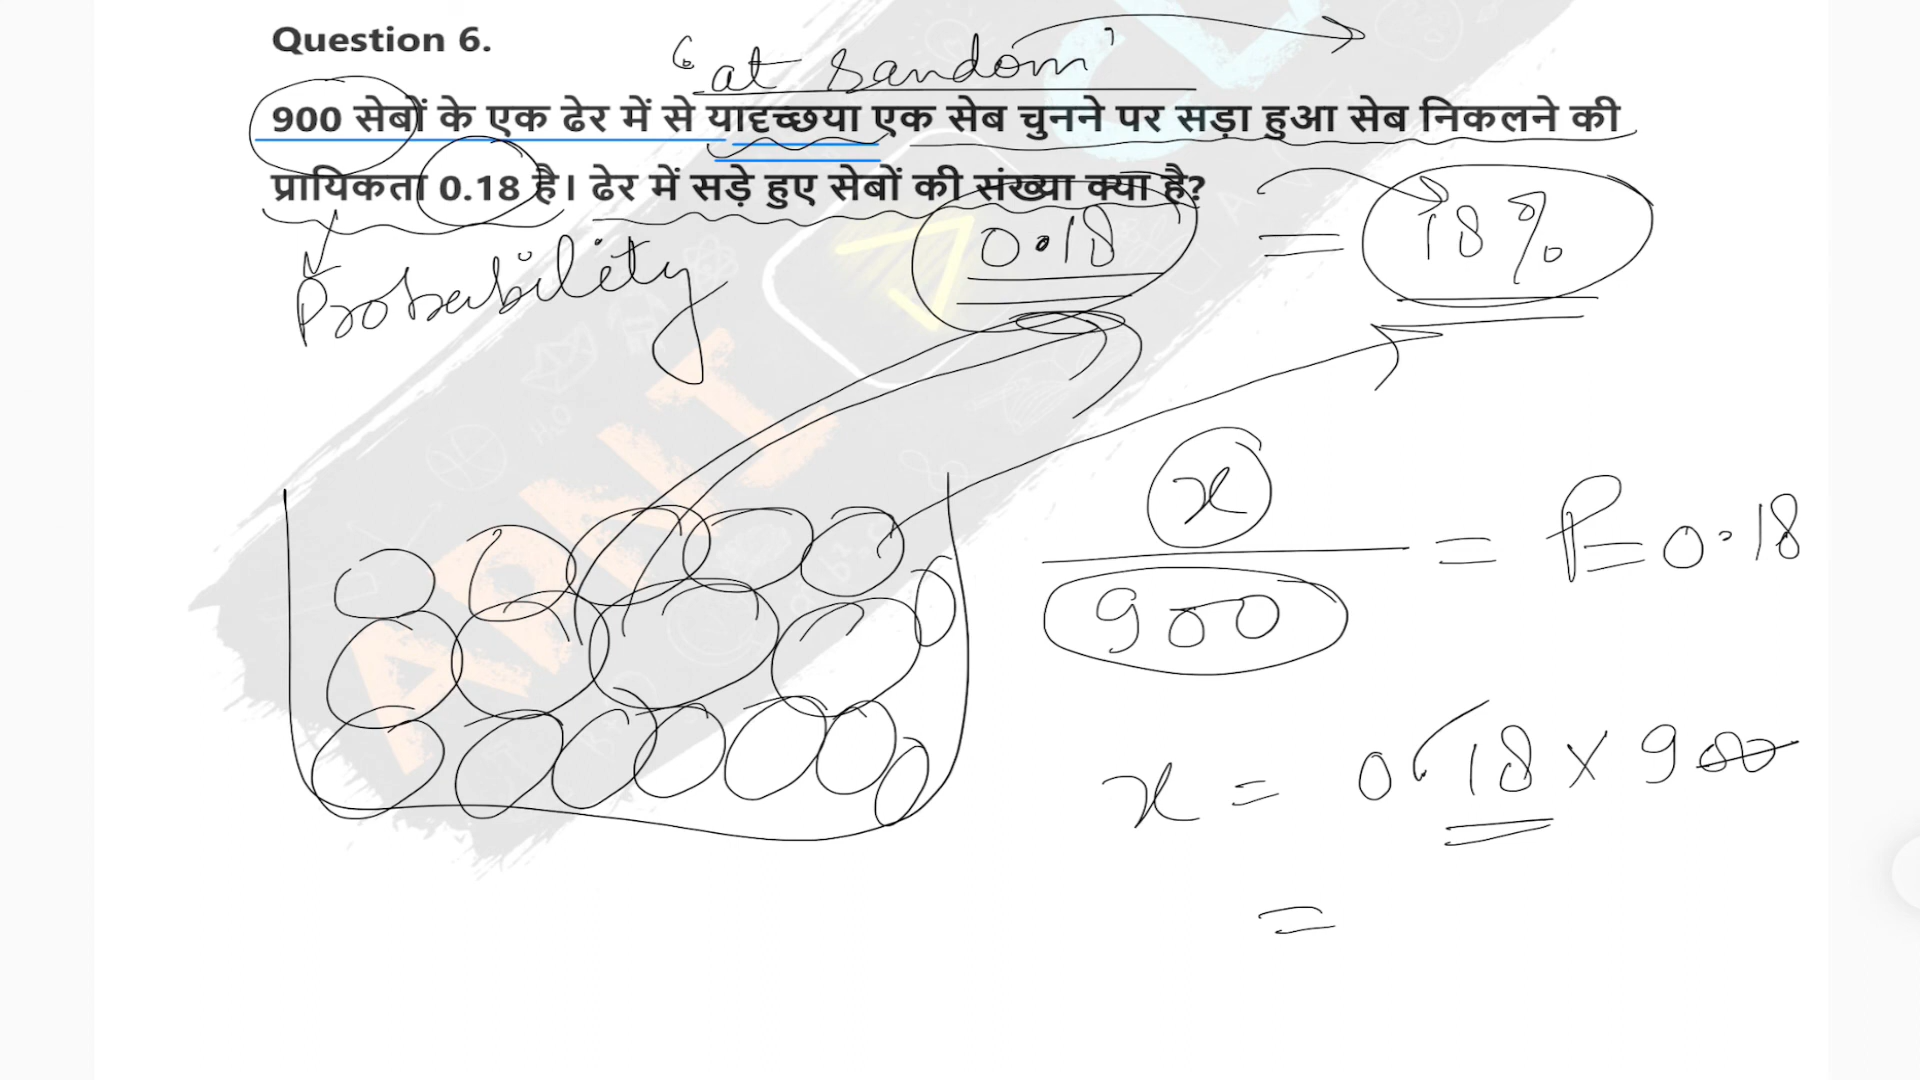 Question 6.
“at random”
900 सेबों के एक ढेर में से यादृच्छया एक सेब चुनने पर सड़ा हुआ सेब निकलने की
प्रायिकता 0.18 है। ढेर में सड़े हुए सेबों की संख्या क्या है?
0.18 = 18%
Probability
x
900
= P = 0.18
x = 0.18 x 900
=